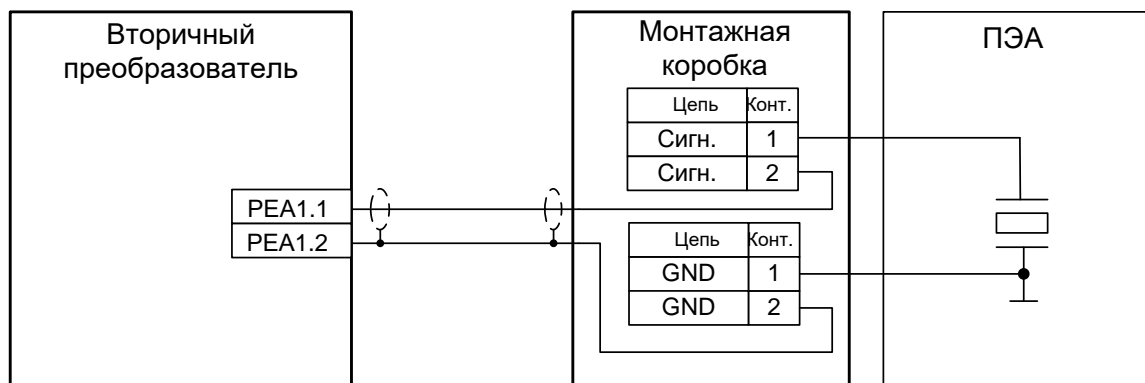 Вторичный
преобразователь
PEA1.1
PEA1.2
Монтажная
коробка
Цепь Конт.
Сигн. 1
Сигн. 2
Цепь Конт.
GND 1
GND 2
ПЭА